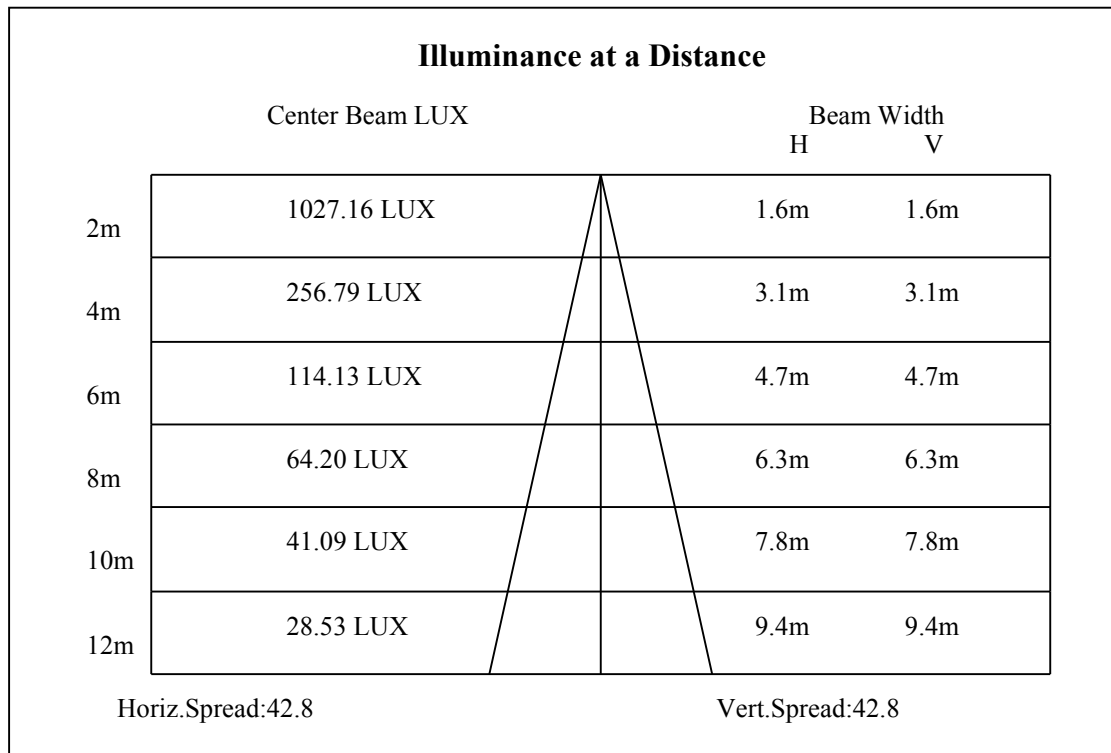 Illuminance at a Distance
Center Beam LUX Beam Width
H V
2m 1027.16 LUX 1.6m 1.6m
4m 256.79 LUX 3.1m 3.1m
6m 114.13 LUX 4.7m 4.7m
8m 64.20 LUX 6.3m 6.3m
10m 41.09 LUX 7.8m 7.8m
12m 28.53 LUX 9.4m 9.4m
Horiz.Spread:42.8 Vert.Spread:42.8